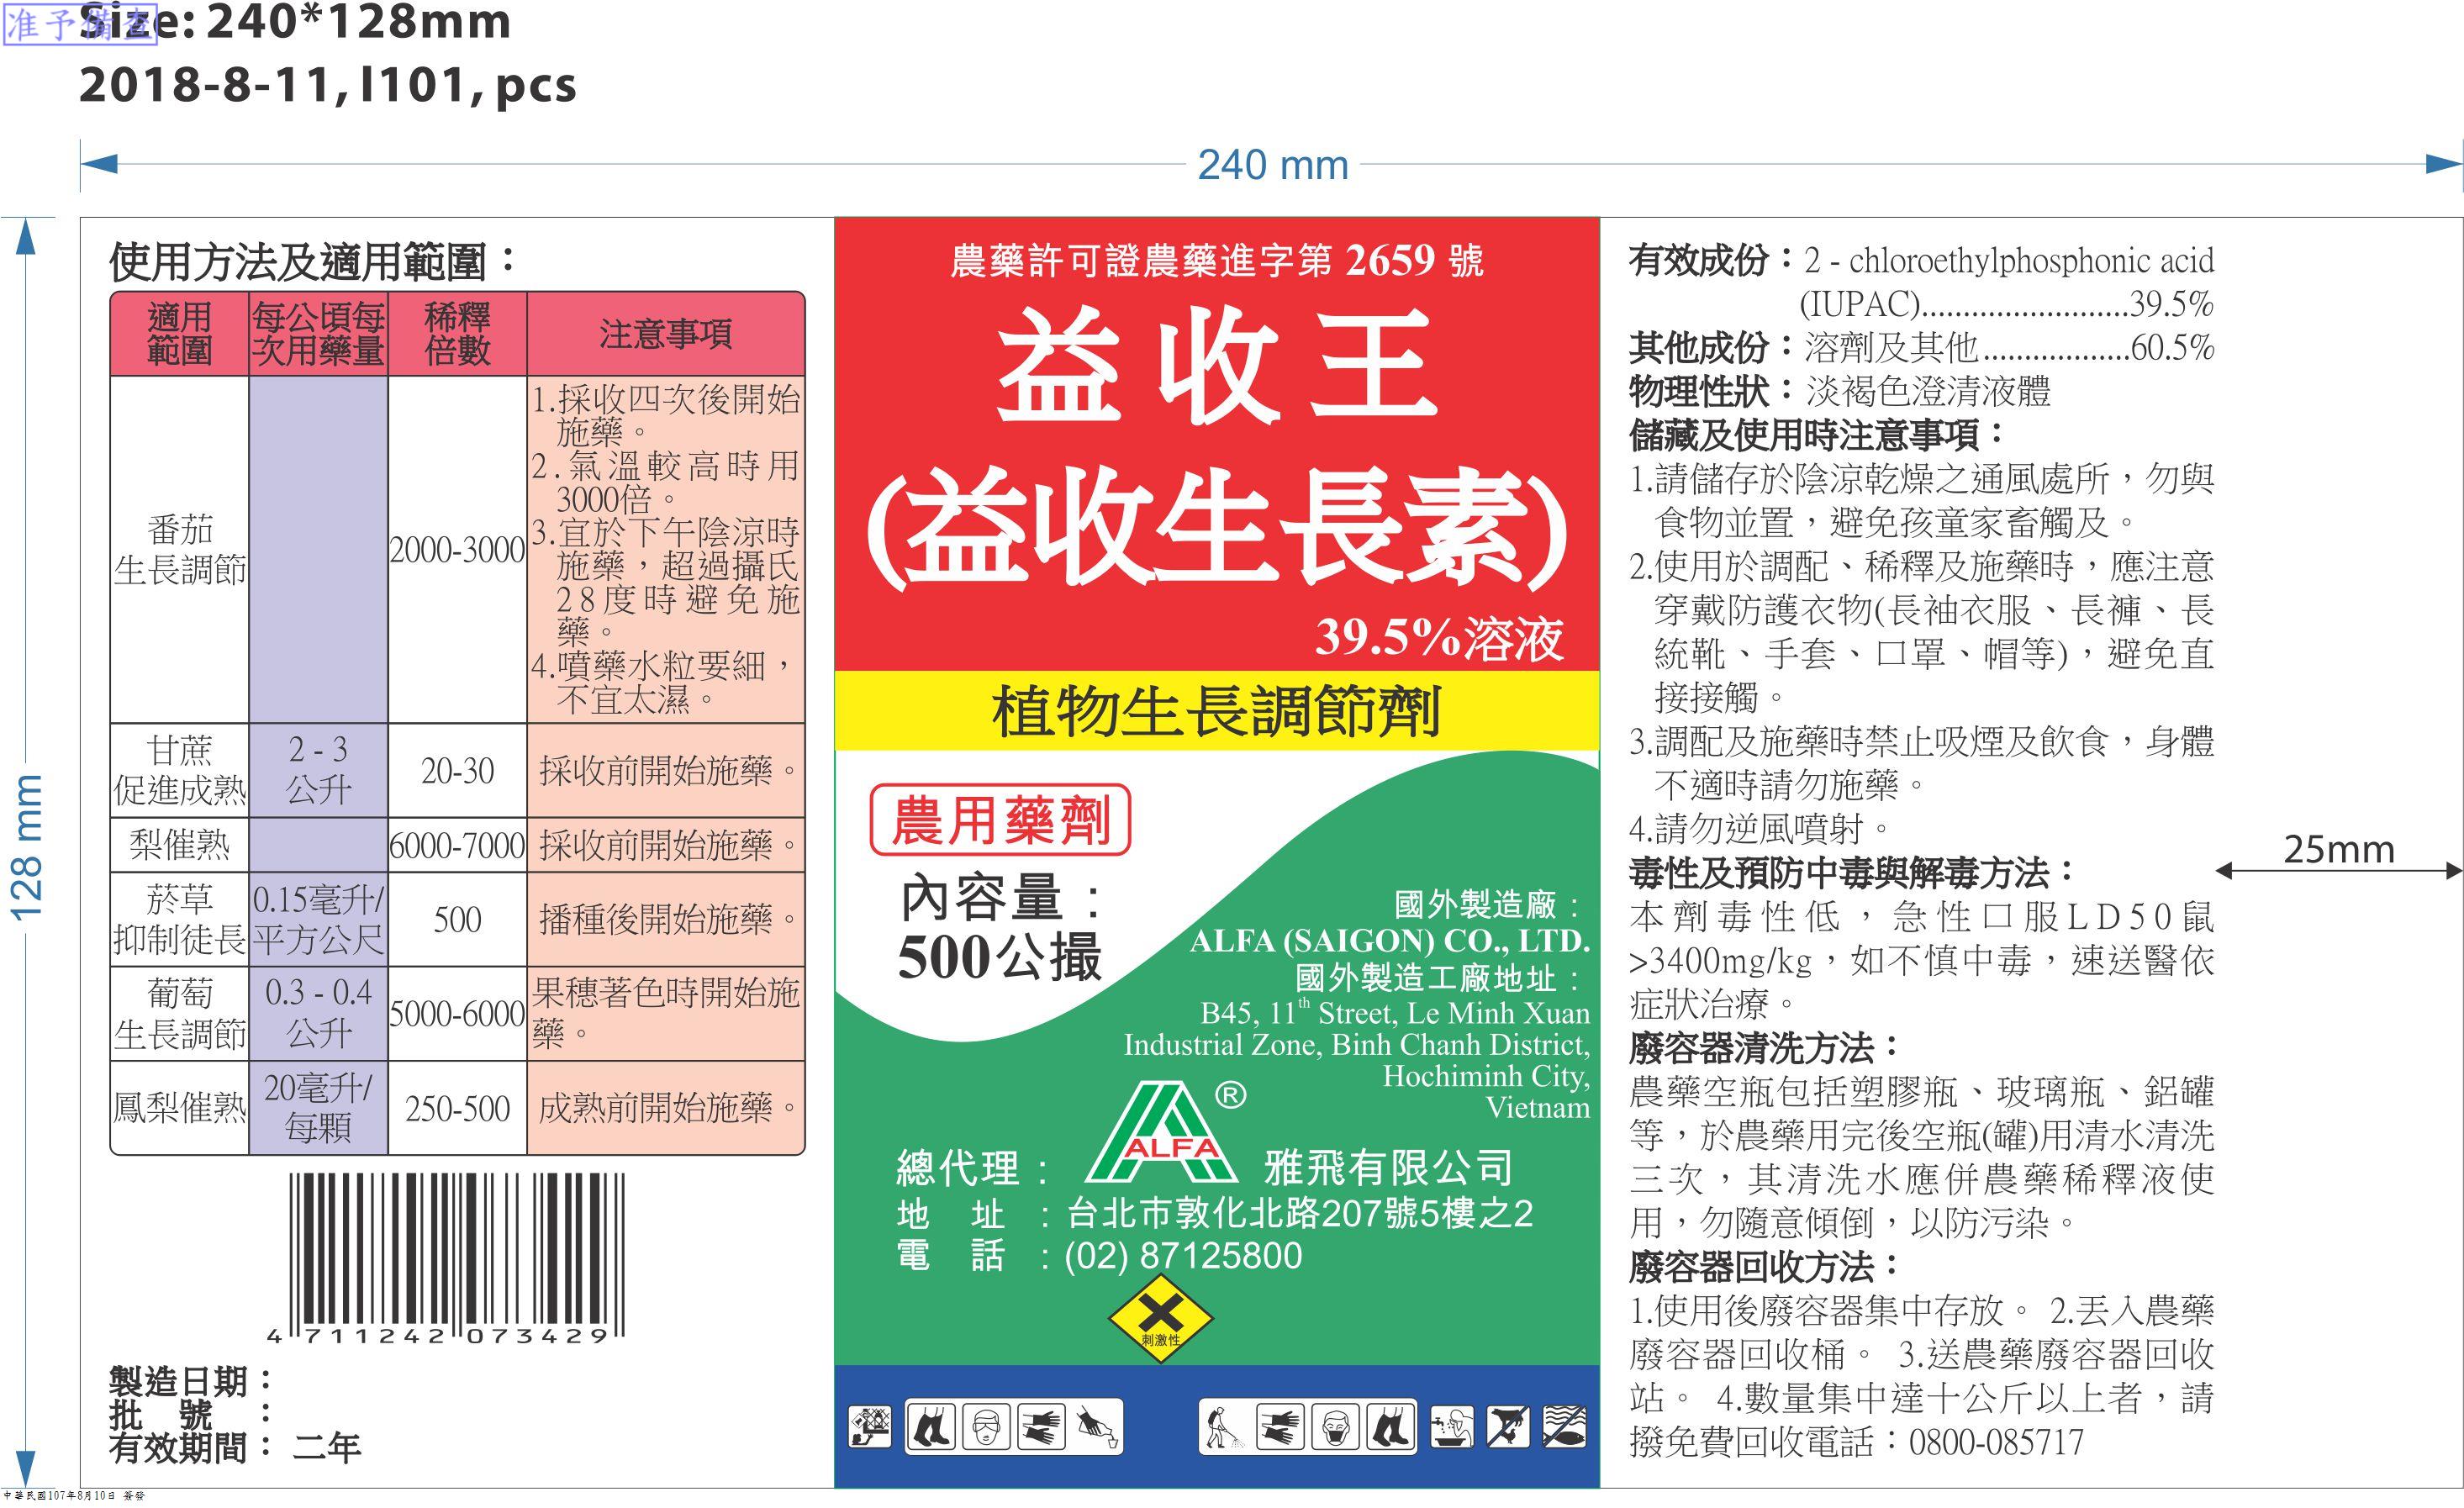 准予備查
Size: 240*128mm
2018-8-11, l101, pcs
240 mm
128 mm
使用方法及適用範圍：
適用
範圍
每公頃每
次用藥量
稀釋
倍數
注意事項
番茄
生長調節
2000-3000
1.採收四次後開始
施藥。
2.氣溫較高時用
3000倍。
3.宜於下午陰涼時
施藥，超過攝氏
28度時避免施
藥。
4.噴藥水粒要細，
不宜太濕。
甘蔗
促進成熟
2 - 3
公升
20-30
採收前開始施藥。
梨催熟
6000-7000
採收前開始施藥。
菸草
抑制徒長
0.15毫升/
平方公尺
500
播種後開始施藥。
葡萄
生長調節
0.3 - 0.4
公升
5000-6000
果穗著色時開始施
藥。
鳳梨催熟
20毫升/
每顆
250-500
成熟前開始施藥。
4 711242 073429
製造日期：
批　號　：
有效期間： 二年
農藥許可證農藥進字第 2659 號
益收王
(益收生長素)
39.5%溶液
植物生長調節劑
農用藥劑
內容量：
500公撮
國外製造廠：
ALFA (SAIGON) CO., LTD.
國外製造工廠地址：
B45, 11th Street, Le Minh Xuan
Industrial Zone, Binh Chanh District,
Hochiminh City,
Vietnam
ALFA ®
總代理： 雅飛有限公司
地　址 ：台北市敦化北路207號5樓之2
電　話 ：(02) 87125800
刺激性
有效成份：2 - chloroethylphosphonic acid
(IUPAC).........................39.5%
其他成份：溶劑及其他..................60.5%
物理性狀：淡褐色澄清液體
儲藏及使用時注意事項：
1.請儲存於陰涼乾燥之通風處所，勿與
食物並置，避免孩童家畜觸及。
2.使用於調配、稀釋及施藥時，應注意
穿戴防護衣物(長袖衣服、長褲、長
統靴、手套、口罩、帽等)，避免直
接接觸。
3.調配及施藥時禁止吸煙及飲食，身體
不適時請勿施藥。
4.請勿逆風噴射。
毒性及預防中毒與解毒方法：
本劑毒性低，急性口服LD50鼠
>3400mg/kg，如不慎中毒，速送醫依
症狀治療。
廢容器清洗方法：
農藥空瓶包括塑膠瓶、玻璃瓶、鋁罐
等，於農藥用完後空瓶(罐)用清水清洗
三次，其清洗水應併農藥稀釋液使
用，勿隨意傾倒，以防污染。
廢容器回收方法：
1.使用後廢容器集中存放。 2.丟入農藥
廢容器回收桶。 3.送農藥廢容器回收
站。 4.數量集中達十公斤以上者，請
撥免費回收電話：0800-085717
25mm
中華民國107年8月10日 簽發